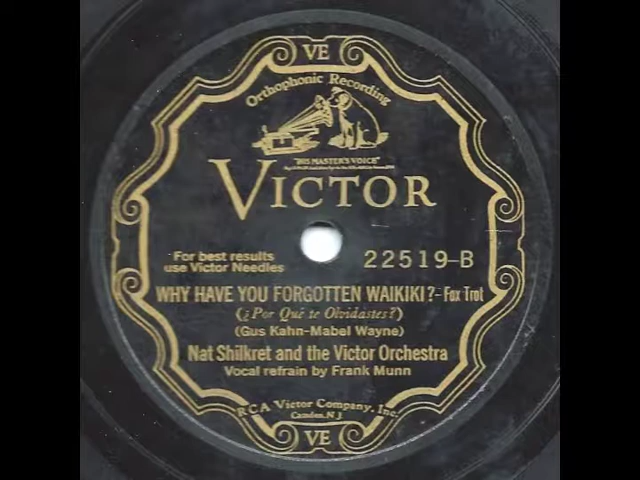 VE
Orthophonic Recording
"HIS MASTER'S VOICE"
VICTOR
For best results
use Victor Needles
22519-B
WHY HAVE YOU FORGOTTEN WAIKIKI?-Fox Trot
(¿Por Qué te Olvidastes?)
(Gus Kahn-Mabel Wayne)
Nat Shilkret and the Victor Orchestra
Vocal refrain by Frank Munn
RCA Victor Company, Inc.
Camden, N.J.
VE